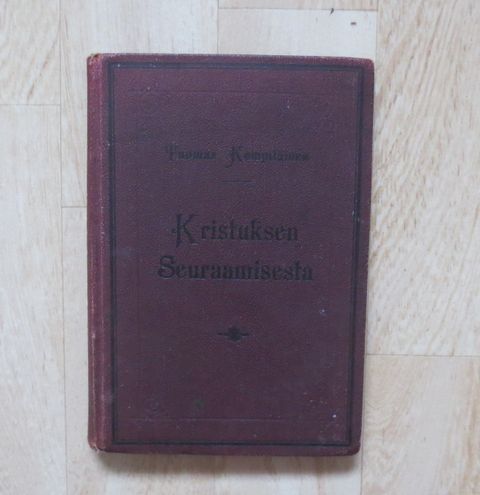 Tuomas Kempiläinen
Kristuksen
Seuraamisesta